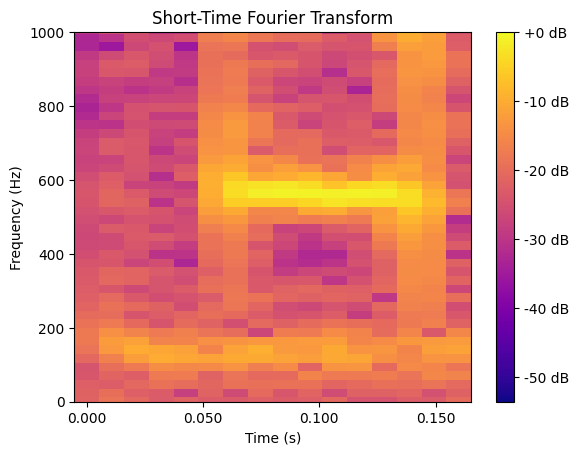 Short-Time Fourier Transform
1000
800
600
400
200
0
Frequency (Hz)
0.000
0.050
0.100
0.150
Time (s)
+0 dB
-10 dB
-20 dB
-30 dB
-40 dB
-50 dB